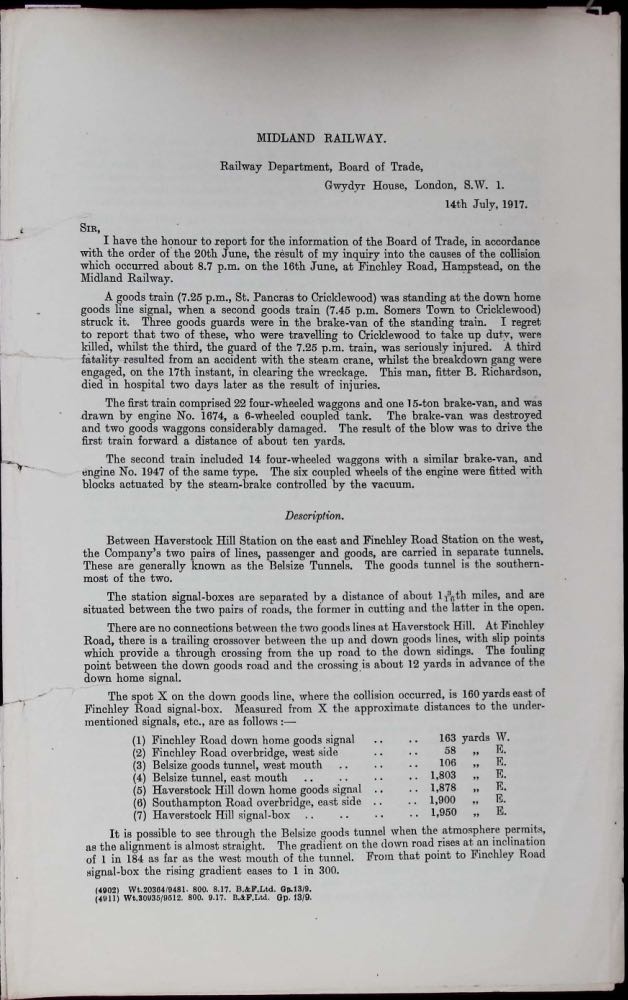 MIDLAND RAILWAY.
Railway Department, Board of Trade,
Gwydyr House, London, S.W. 1.
14th July, 1917.
SIR,
I have the honour to report for the information of the Board of Trade, in accordance
with the order of the 20th June, the result of my inquiry into the causes of the collision
which occurred about 8.7 p.m. on the 16th June, at Finchley Road, Hampstead, on the
Midland Railway.
A goods train (7.25 p.m., St. Pancras to Cricklewood) was standing at the down home
goods line signal, when a second goods train (7.45 p.m. Somers Town to Cricklewood)
struck it. Three goods guards were in the brake-van of the standing train. I regret
to report that two of these, who were travelling to Cricklewood to take up duty, were
killed, whilst the third, the guard of the 7.25 p.m. train, was seriously injured. A third
fatality resulted from an accident with the steam crane, whilst the breakdown gang were
engaged, on the 17th instant, in clearing the wreckage. This man, fitter B. Richardson,
died in hospital two days later as the result of injuries.
The first train comprised 22 four-wheeled waggons and one 15-ton brake-van, and was
drawn by engine No. 1674, a 6-wheeled coupled tank. The brake-van was destroyed
and two goods waggons considerably damaged. The result of the blow was to drive the
first train forward a distance of about ten yards.
The second train included 14 four-wheeled waggons with a similar brake-van, and
engine No. 1947 of the same type. The six coupled wheels of the engine were fitted with
blocks actuated by the steam-brake controlled by the vacuum.
Description.
Between Haverstock Hill Station on the east and Finchley Road Station on the west,
the Company's two pairs of lines, passenger and goods, are carried in separate tunnels.
These are generally known as the Belsize Tunnels. The goods tunnel is the southern-
most of the two.
The station signal-boxes are separated by a distance of about miles, and are
situated between the two pairs of roads, the former in cutting and the latter in the open.
There are no connections between the two goods lines at Haverstock Hill. At Finchley
Road, there is a trailing crossover between the up and down goods lines, with slip points
which provide a through crossing from the up road to the down sidings. The fouling
point between the down goods road and the crossing is about 12 yards in advance of the
down home signal.
The spot X on the down goods line, where the collision occurred, is 160 yards east of
Finchley Road signal-box. Measured from X the approximate distances to the under-
mentioned signals, etc., are as follows :—
(1) Finchley Road down home goods signal .. .. 163 yards W.
(2) Finchley Road overbridge, west side .. .. 58 „ E.
(3) Belsize goods tunnel, west mouth .. .. .. 106 „ E.
(4) Belsize tunnel, east mouth .. .. .. .. 1,803 „ E.
(5) Haverstock Hill down home goods signal .. .. 1,878 „ E.
(6) Southampton Road overbridge, east side .. .. 1,900 „ E.
(7) Haverstock Hill signal-box .. .. .. .. 1,950 „ E.
It is possible to see through the Belsize goods tunnel when the atmosphere permits,
as the alignment is almost straight. The gradient on the down road rises at an inclination
of 1 in 184 as far as the west mouth of the tunnel. From that point to Finchley Road
signal-box the rising gradient eases to 1 in 300.
(4902) Wt.20364/9481. 800. 8.17. B.&F.Ltd. Gp.13/9.
(4911) Wt.30035/9512. 800. 9.17. B.&F.Ltd. Gp. 13/9.